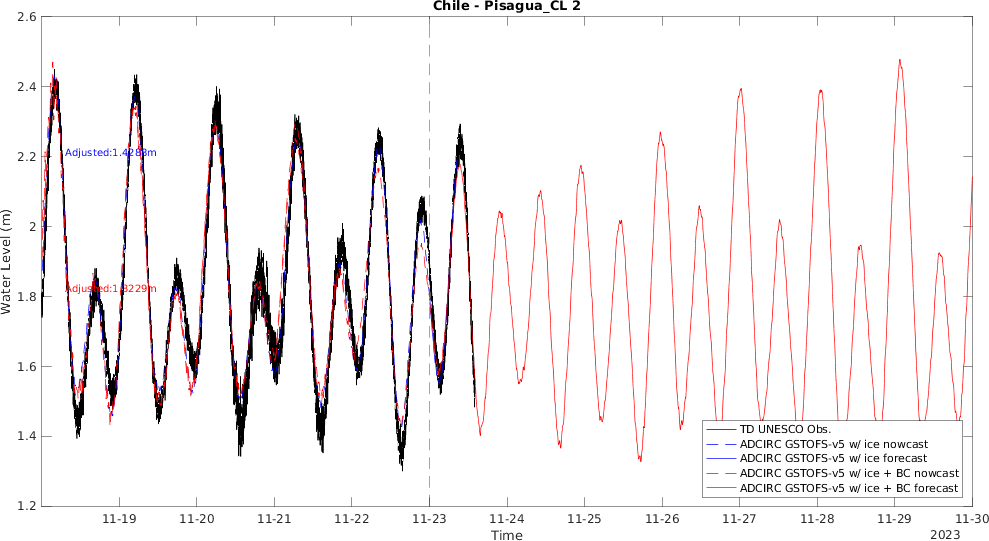 Chile - Pisagua_CL 2
2.6
2.4
2.2
2
1.8
1.6
1.4
1.2
Water Level (m)
Adjusted:1.4283m
TD UNESCO Obs.
ADCIRC GSTOFS-v5 w/ ice nowcast
ADCIRC GSTOFS-v5 w/ ice forecast
ADCIRC GSTOFS-v5 w/ ice + BC nowcast
ADCIRC GSTOFS-v5 w/ ice + BC forecast
11-19 11-20 11-21 11-22 11-23 11-24 11-25 11-26 11-27 11-28 11-29 11-30
Time
2023